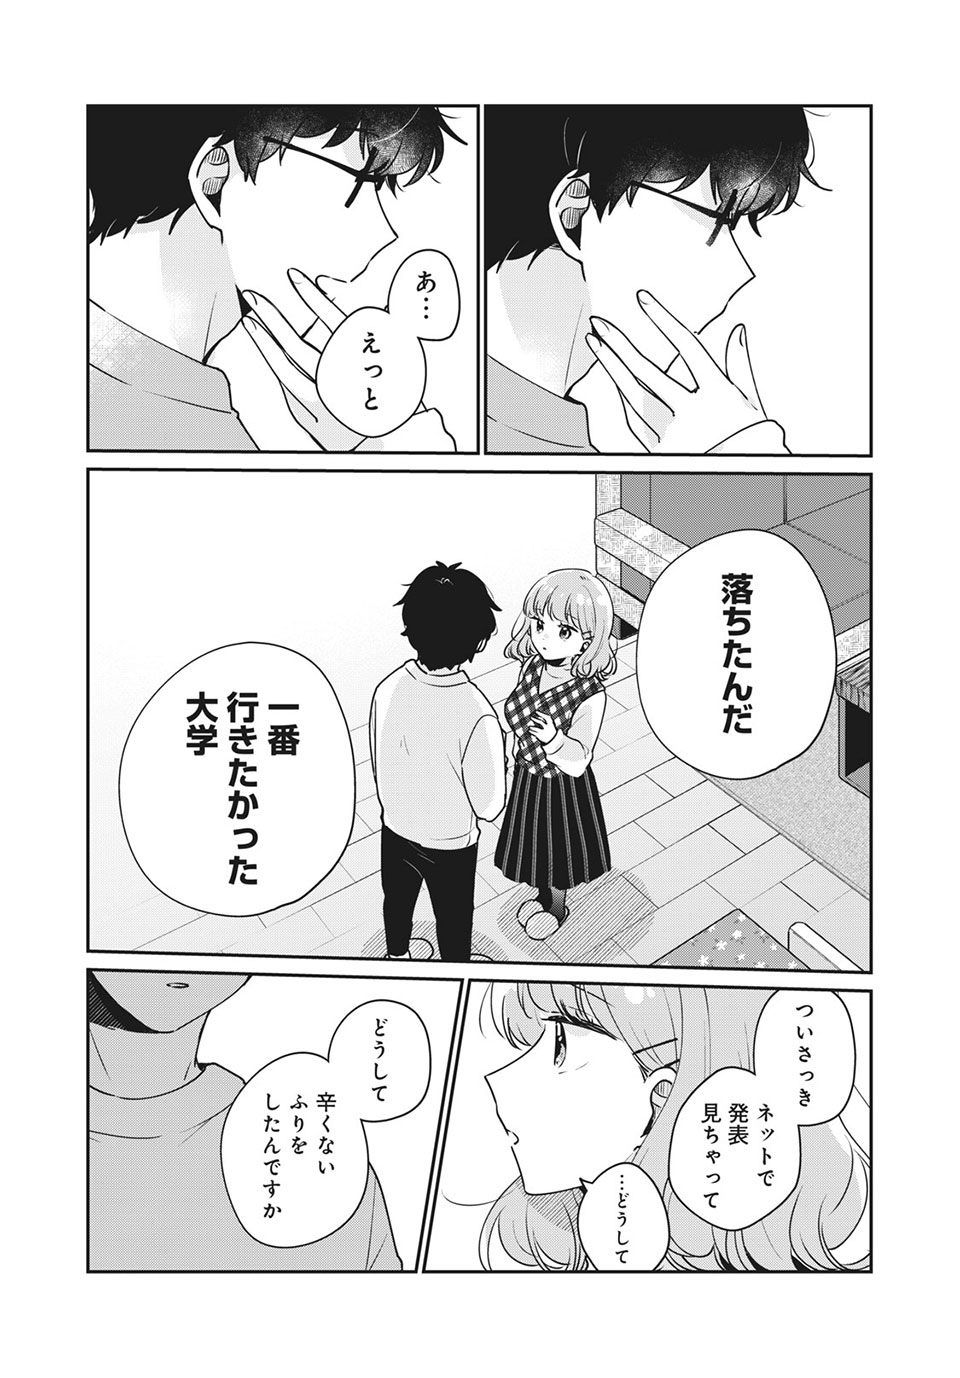 あ…
えっと
落ちたんだ
一番
行きたかった
大学
ついさっき
ネットで
発表
見ちゃって
…どうして
どうして
辛くない
ふりを
したんですか